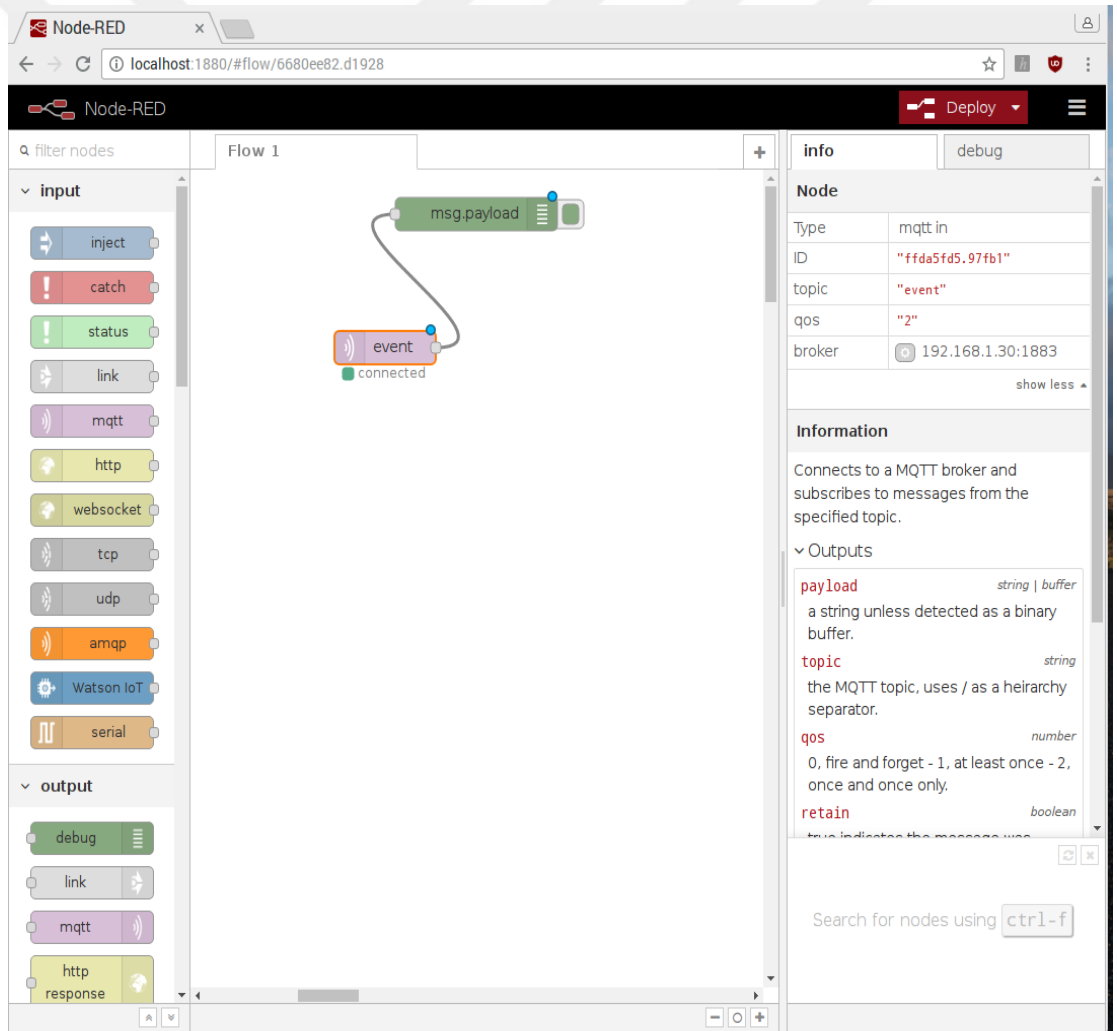 Node-RED
localhost:1880/#flow/6680ee82.d1928
Node-RED
Deploy
filter nodes
input
inject
catch
status
link
mqtt
http
websocket
tcp
udp
amqp
Watson IoT
serial
output
debug
link
mqtt
http
response
Flow 1
msg.payload
event
connected
info
debug
Node
Type mqtt in
ID "ffda5fd5.97fb1"
topic "event"
qos "2"
broker 192.168.1.30:1883
show less
Information
Connects to a MQTT broker and
subscribes to messages from the
specified topic.
Outputs
payload string | buffer
a string unless detected as a binary
buffer.
topic string
the MQTT topic, uses / as a heirarchy
separator.
qos number
0, fire and forget - 1, at least once - 2,
once and once only.
retain boolean
true indicates the message was
Search for nodes using ctrl-f